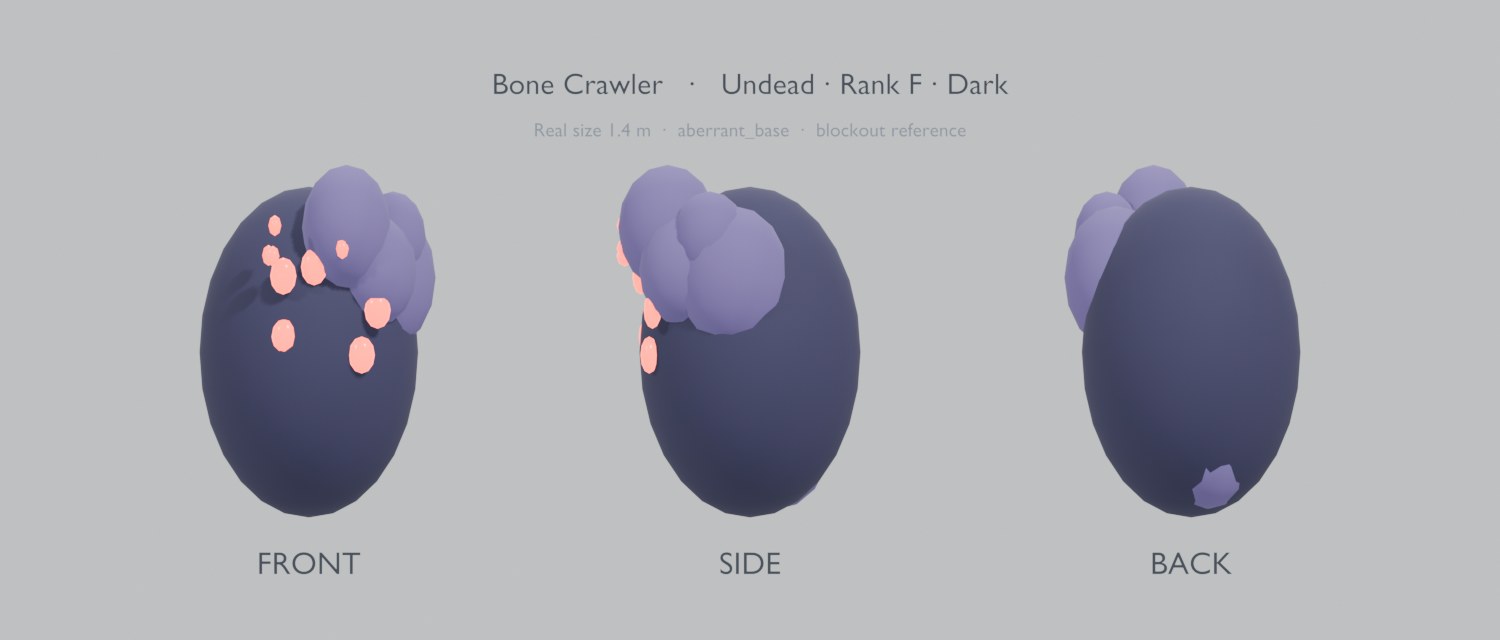 Bone Crawler · Undead · Rank F · Dark
Real size 1.4 m · aberrant_base · blockout reference
FRONT SIDE BACK